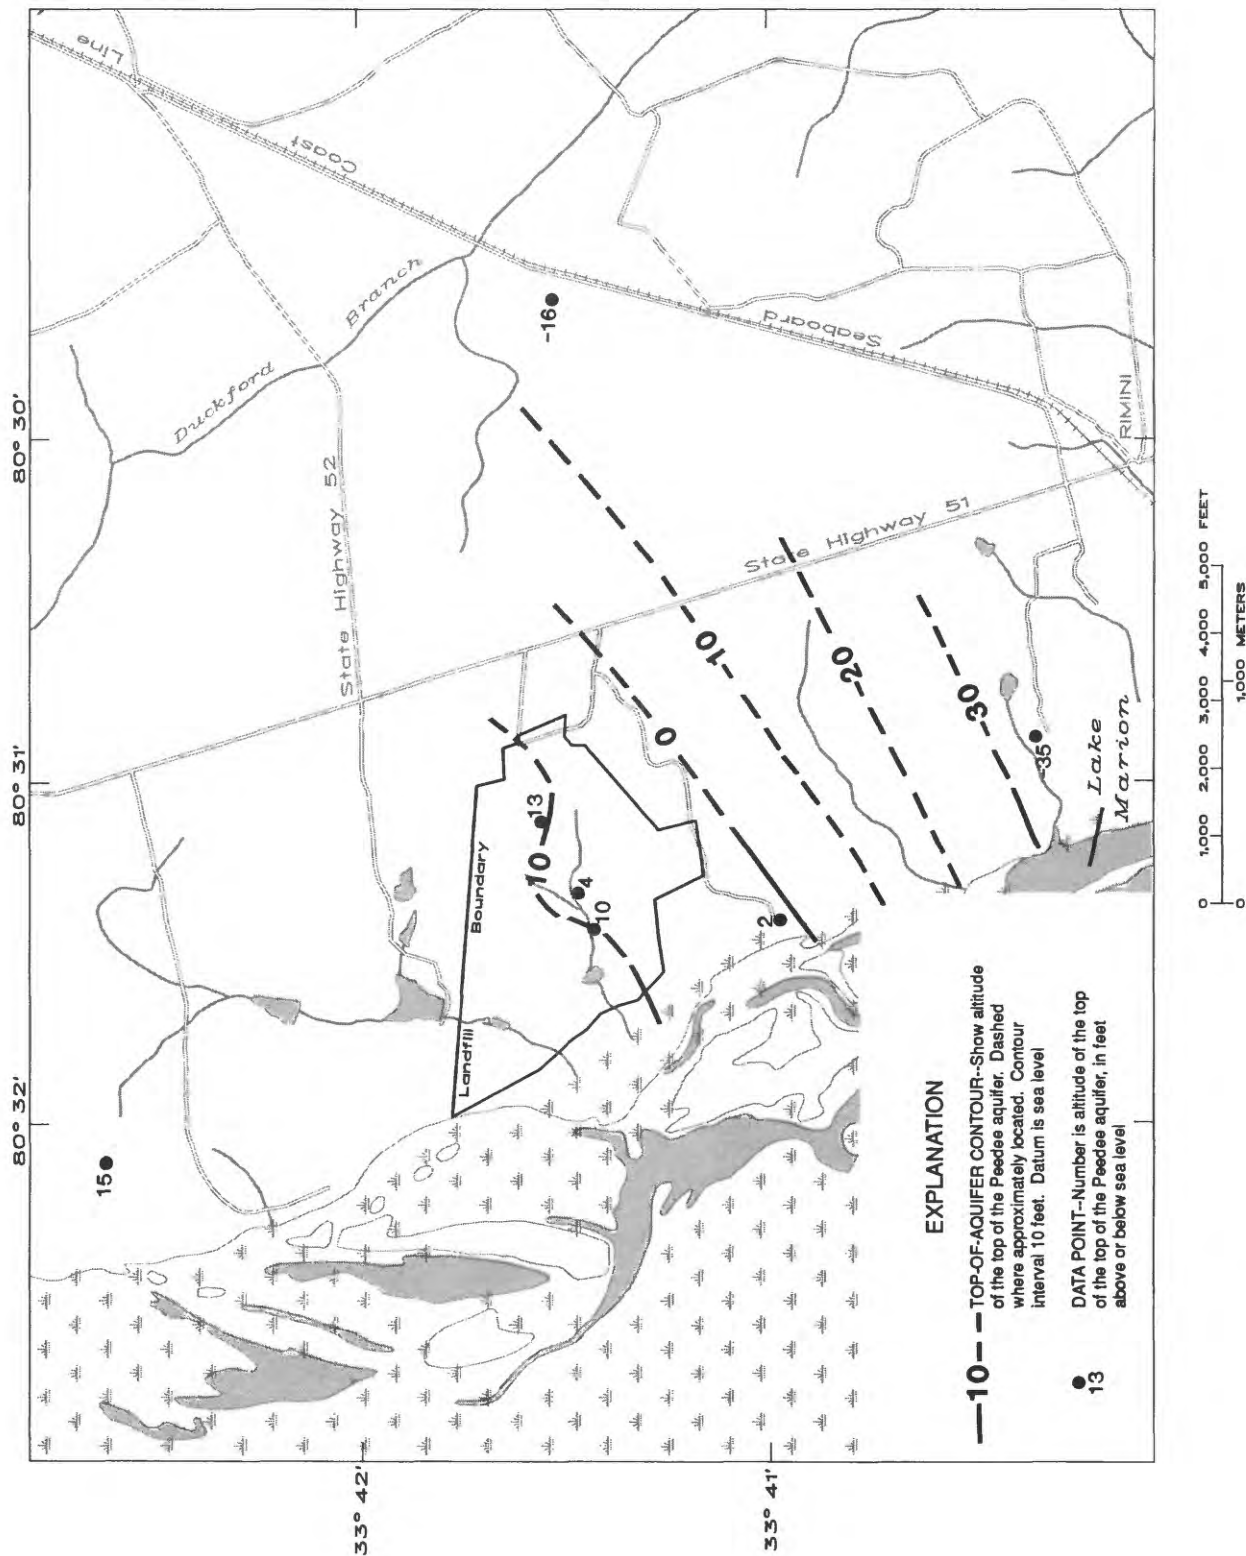 80° 32'
80° 31'
80° 30'
33° 42'
33° 41'
Line
Coast
Seaboard
Duckford
Branch
State Highway 52
State Highway 51
RIMINI
Landfill
Boundary
15
13
10
4
10
2
0
-10
-16
-20
-30
-35
Lake
Marion
EXPLANATION
10
TOP-OF-AQUIFER CONTOUR--Show altitude
of the top of the Peedee aquifer. Dashed
where approximately located. Contour
interval 10 feet. Datum is sea level
13
DATA POINT--Number is altitude of the top
of the top of the Peedee aquifer, in feet
above or below sea level
0 1,000 2,000 3,000 4,000 5,000 FEET
0 1,000 METERS